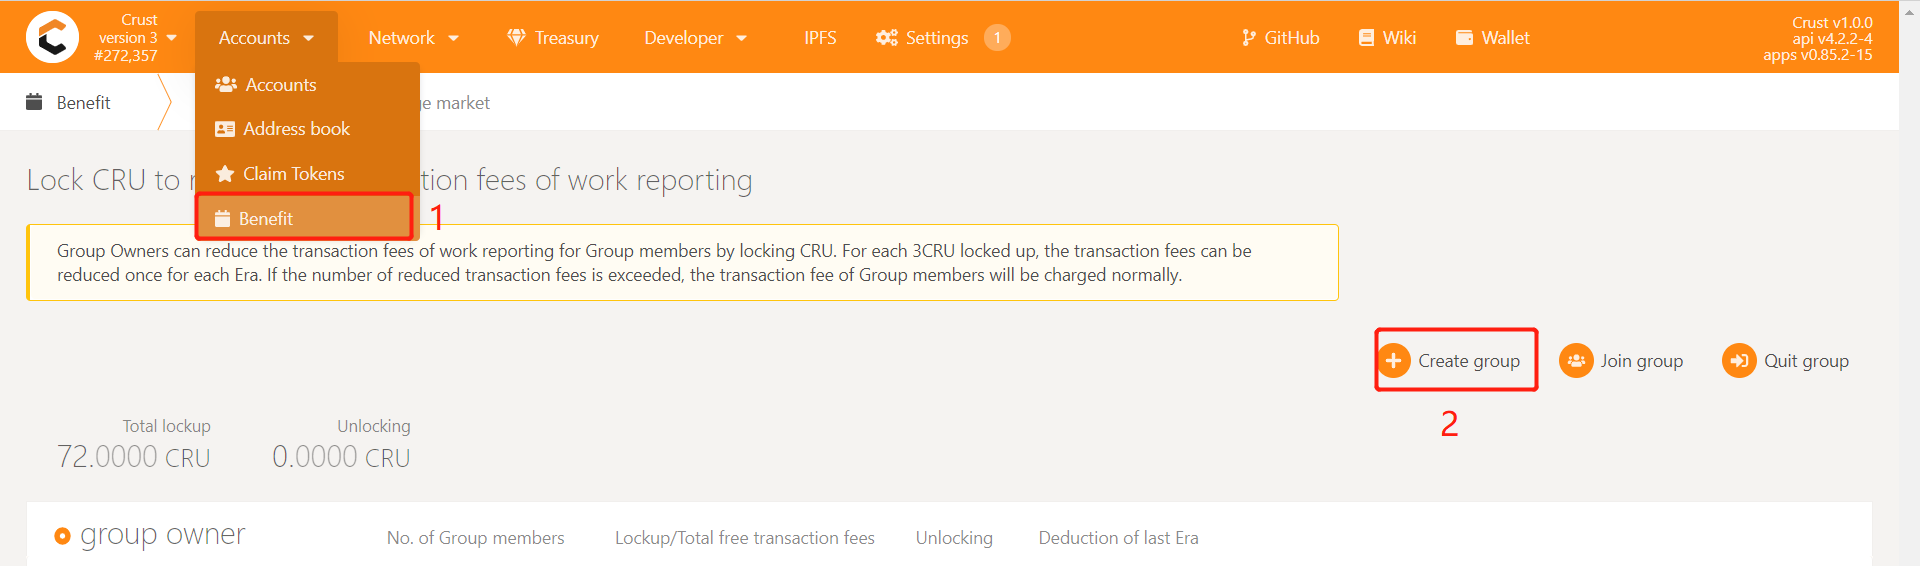 Crust
version 3
#272,357
Accounts
Network
Treasury
Developer
IPFS
Settings
1
GitHub
Wiki
Wallet
Crust v1.0.0
api v4.2.2-4
apps v0.85.2-15
Accounts
Address book
Claim Tokens
Benefit
1
Benefit
market
Lock CRU to
fees of work reporting
Group Owners can reduce the transaction fees of work reporting for Group members by locking CRU. For each 3CRU locked up, the transaction fees can be
reduced once for each Era. If the number of reduced transaction fees is exceeded, the transaction fee of Group members will be charged normally.
Create group
Join group
Quit group
2
Total lockup
72.0000 CRU
Unlocking
0.0000 CRU
group owner
No. of Group members
Lockup/Total free transaction fees
Unlocking
Deduction of last Era